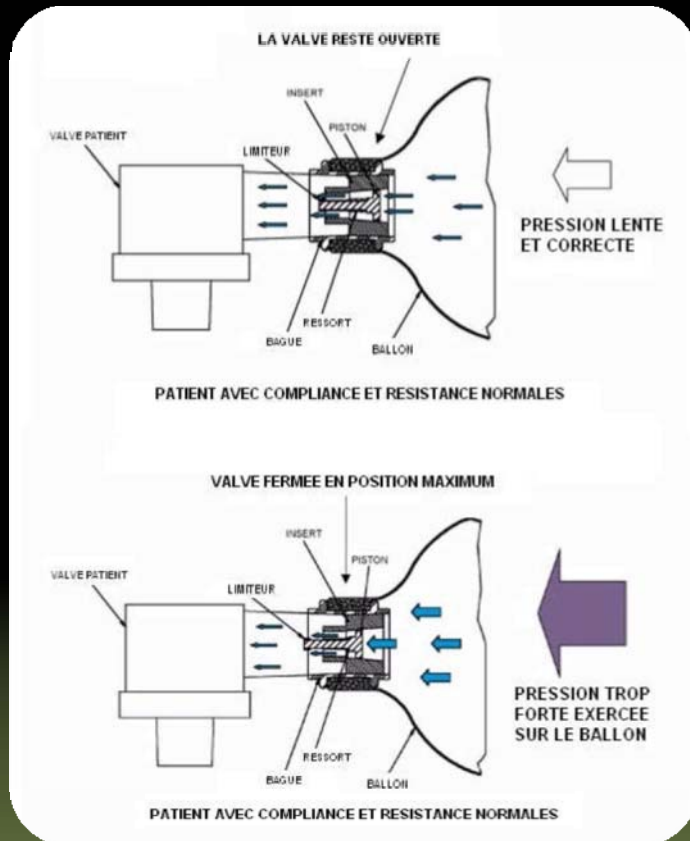 LA VALVE RESTE OUVERTE
INSERT
PISTON
VALVE PATIENT
LIMITEUR
PRESSION LENTE
ET CORRECTE
RESSORT
BAGUE
BALLON
PATIENT AVEC COMPLIANCE ET RESISTANCE NORMALES
VALVE FERMEE EN POSITION MAXIMUM
INSERT
PISTON
VALVE PATIENT
LIMITEUR
PRESSION TROP
FORTE EXERCEE
SUR LE BALLON
RESSORT
BAGUE
BALLON
PATIENT AVEC COMPLIANCE ET RESISTANCE NORMALES